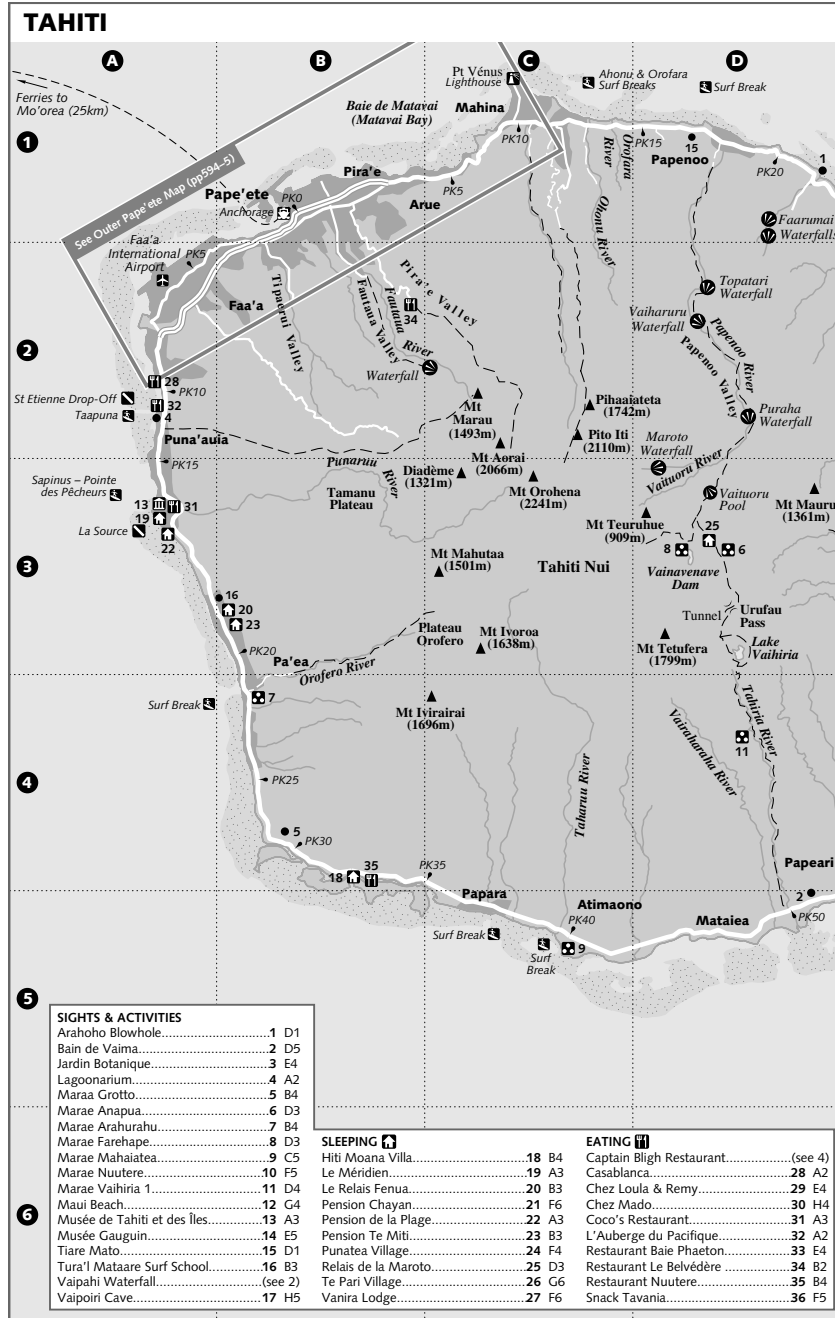 TAHITI
A
B
C
D
Ferries to
Mo'orea (25km)
Pt Vénus
Lighthouse
Ahonu & Orofara
Surf Breaks
Surf Break
Baie de Matavai
(Matavai Bay)
Mahina
1
PK10
PK15
15
Papenoo
PK20
1
Orofara
River
Pira'e
PK5
Arue
See Outer Pape'ete Map (pp594–5)
Pape'ete
PK0
Anchorage
Ohonu River
Faarumai
Waterfalls
Faa'a
International
Airport
PK5
Tipaerui Valley
Fautaua Valley
Fautaua
River
Pira'e Valley
34
Faa'a
Topatari
Waterfall
Vaiharuru
Waterfall
Papenoo River
Papenoo Valley
2
Waterfall
28
PK10
St Etienne Drop-Off
Taapuna
32
4
Puna'auia
Mt
Marau
(1493m)
Pihaaiateta
(1742m)
Pito Iti
(2110m)
Puraha
Waterfall
Mt Aorai
(2066m)
Maroto
Waterfall
PK15
Punaruu
River
Diadème
(1321m)
Vaituoru River
Sapinus – Pointe
des Pêcheurs
Tamanu
Plateau
Mt Orohena
(2241m)
Vaituoru
Pool
Mt Mauru
(1361m)
13
31
19
La Source
22
Mt Teuruhue
(909m)
25
8
6
3
Mt Mahutaa
(1501m)
Tahiti Nui
Vainavenave
Dam
16
20
23
Tunnel
Urufau
Pass
Plateau
Orofero
Mt Ivoroa
(1638m)
Mt Tetufera
(1799m)
Lake
Vaihiria
PK20
Pa'ea
Orofero River
Surf Break
7
Mt Ivirairai
(1696m)
Tahiria River
Vairaharaha River
11
4
PK25
Taharuu River
5
PK30
18
35
PK35
Papeari
2
Papara
Atimaono
PK40
Mataiea
PK50
Surf Break
Surf
Break
9
5
SIGHTS & ACTIVITIES
Arahoho Blowhole 1 D1
Bain de Vaima 2 D5
Jardin Botanique 3 E4
Lagoonarium 4 A2
Maraa Grotto 5 B4
Marae Anapua 6 D3
Marae Arahurahu 7 B4
Marae Farehape 8 D3
Marae Mahaiatea 9 C5
Marae Nuutere 10 F5
Marae Vaihiria 1 11 D4
Maui Beach 12 G4
Musée de Tahiti et des Îles 13 A3
Musée Gauguin 14 E5
Tiare Mato 15 D1
Tura'l Mataare Surf School 16 B3
Vaipahi Waterfall (see 2)
Vaipoiri Cave 17 H5
SLEEPING
Hiti Moana Villa 18 B4
Le Méridien 19 A3
Le Relais Fenua 20 B3
Pension Chayan 21 F6
Pension de la Plage 22 A3
Pension Te Miti 23 B3
Punatea Village 24 F4
Relais de la Maroto 25 D3
Te Pari Village 26 G6
Vanira Lodge 27 F6
EATING
Captain Bligh Restaurant (see 4)
Casablanca 28 A2
Chez Loula & Remy 29 E4
Chez Mado 30 H4
Coco's Restaurant 31 A3
L'Auberge du Pacifique 32 A2
Restaurant Baie Phaeton 33 E4
Restaurant Le Belvédère 34 B2
Restaurant Nuutere 35 B4
Snack Tavania 36 F5
6